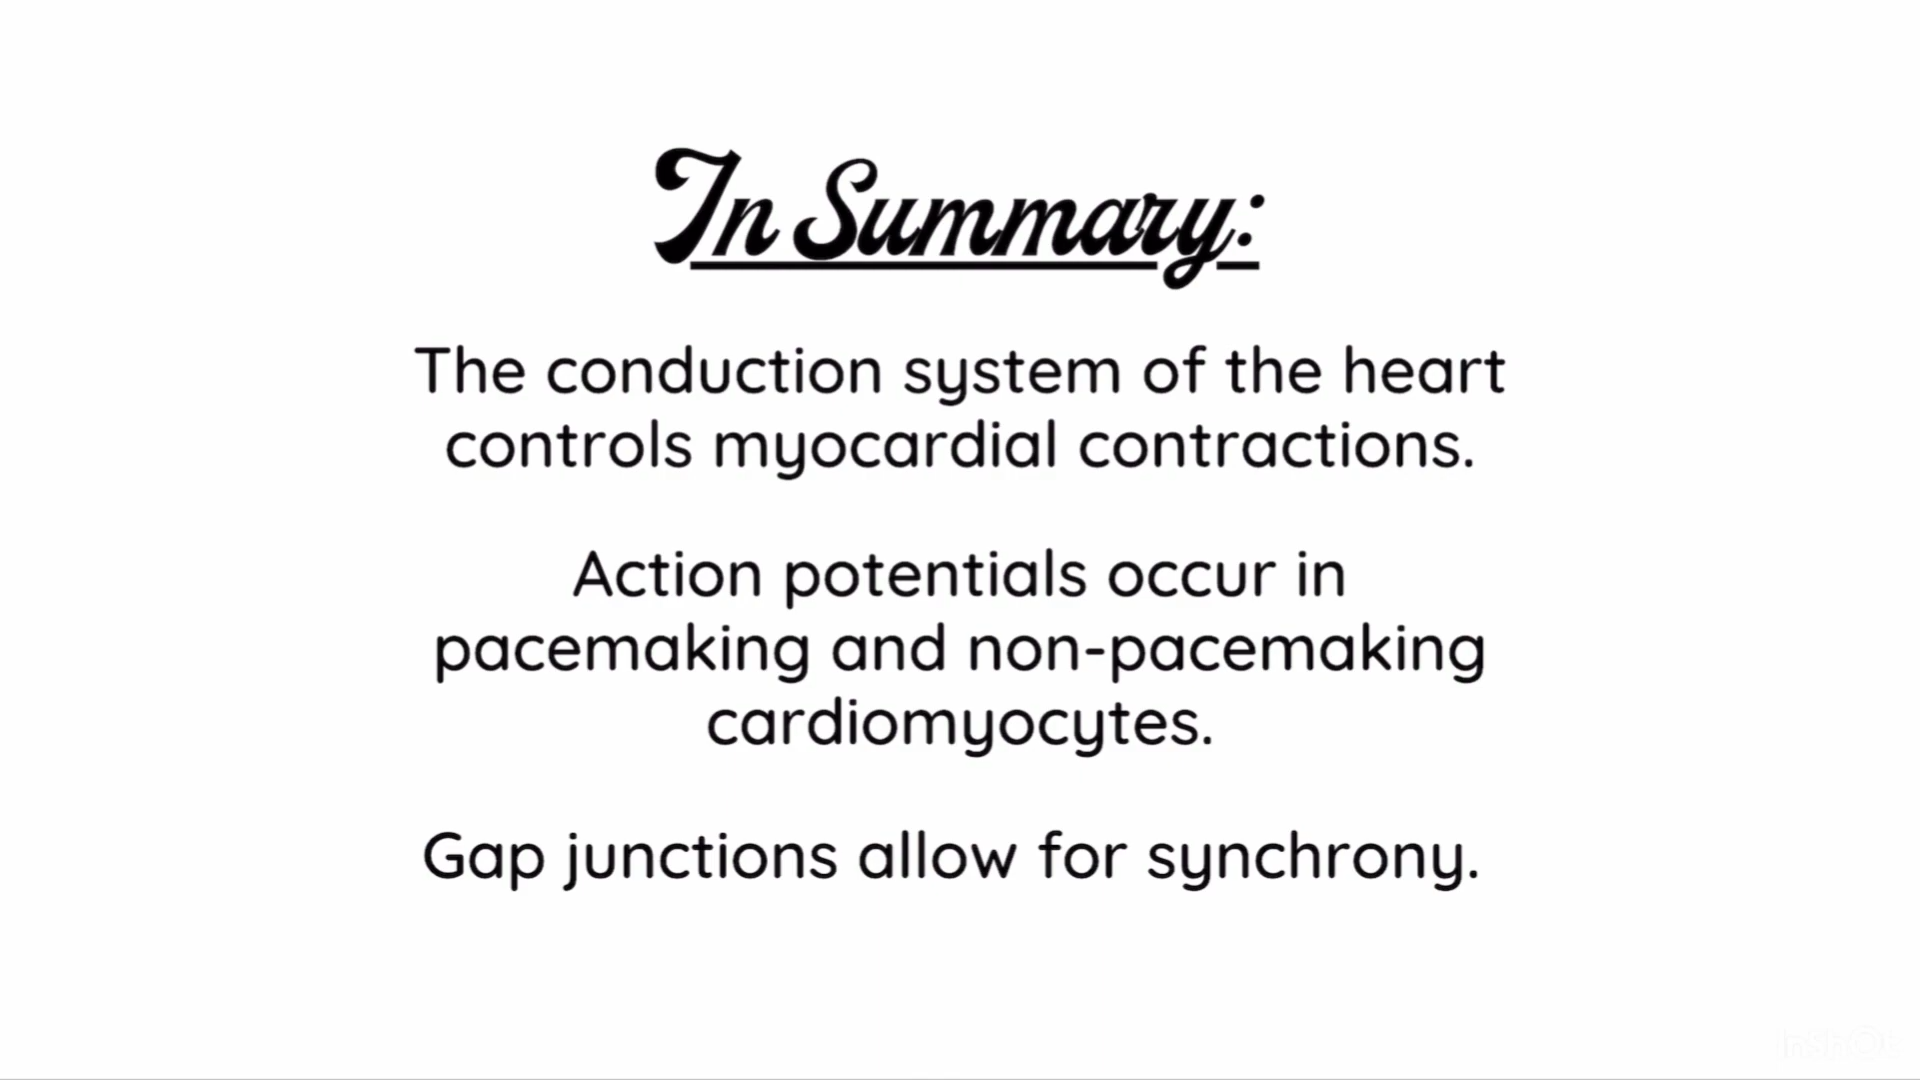 In Summary:
The conduction system of the heart
controls myocardial contractions.
Action potentials occur in
pacemaking and non-pacemaking
cardiomyocytes.
Gap junctions allow for synchrony.
InShot